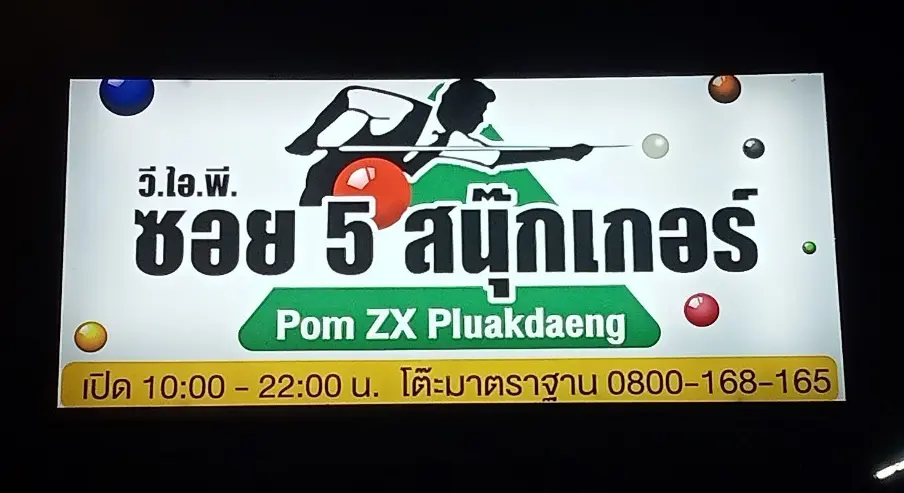 วี.ไอ.พี.
ซอย 5 สนุ๊กเกอร์
Pom ZX Pluakdaeng
เปิด 10:00 - 22:00 น. โต๊ะมาตราฐาน 0800-168-165